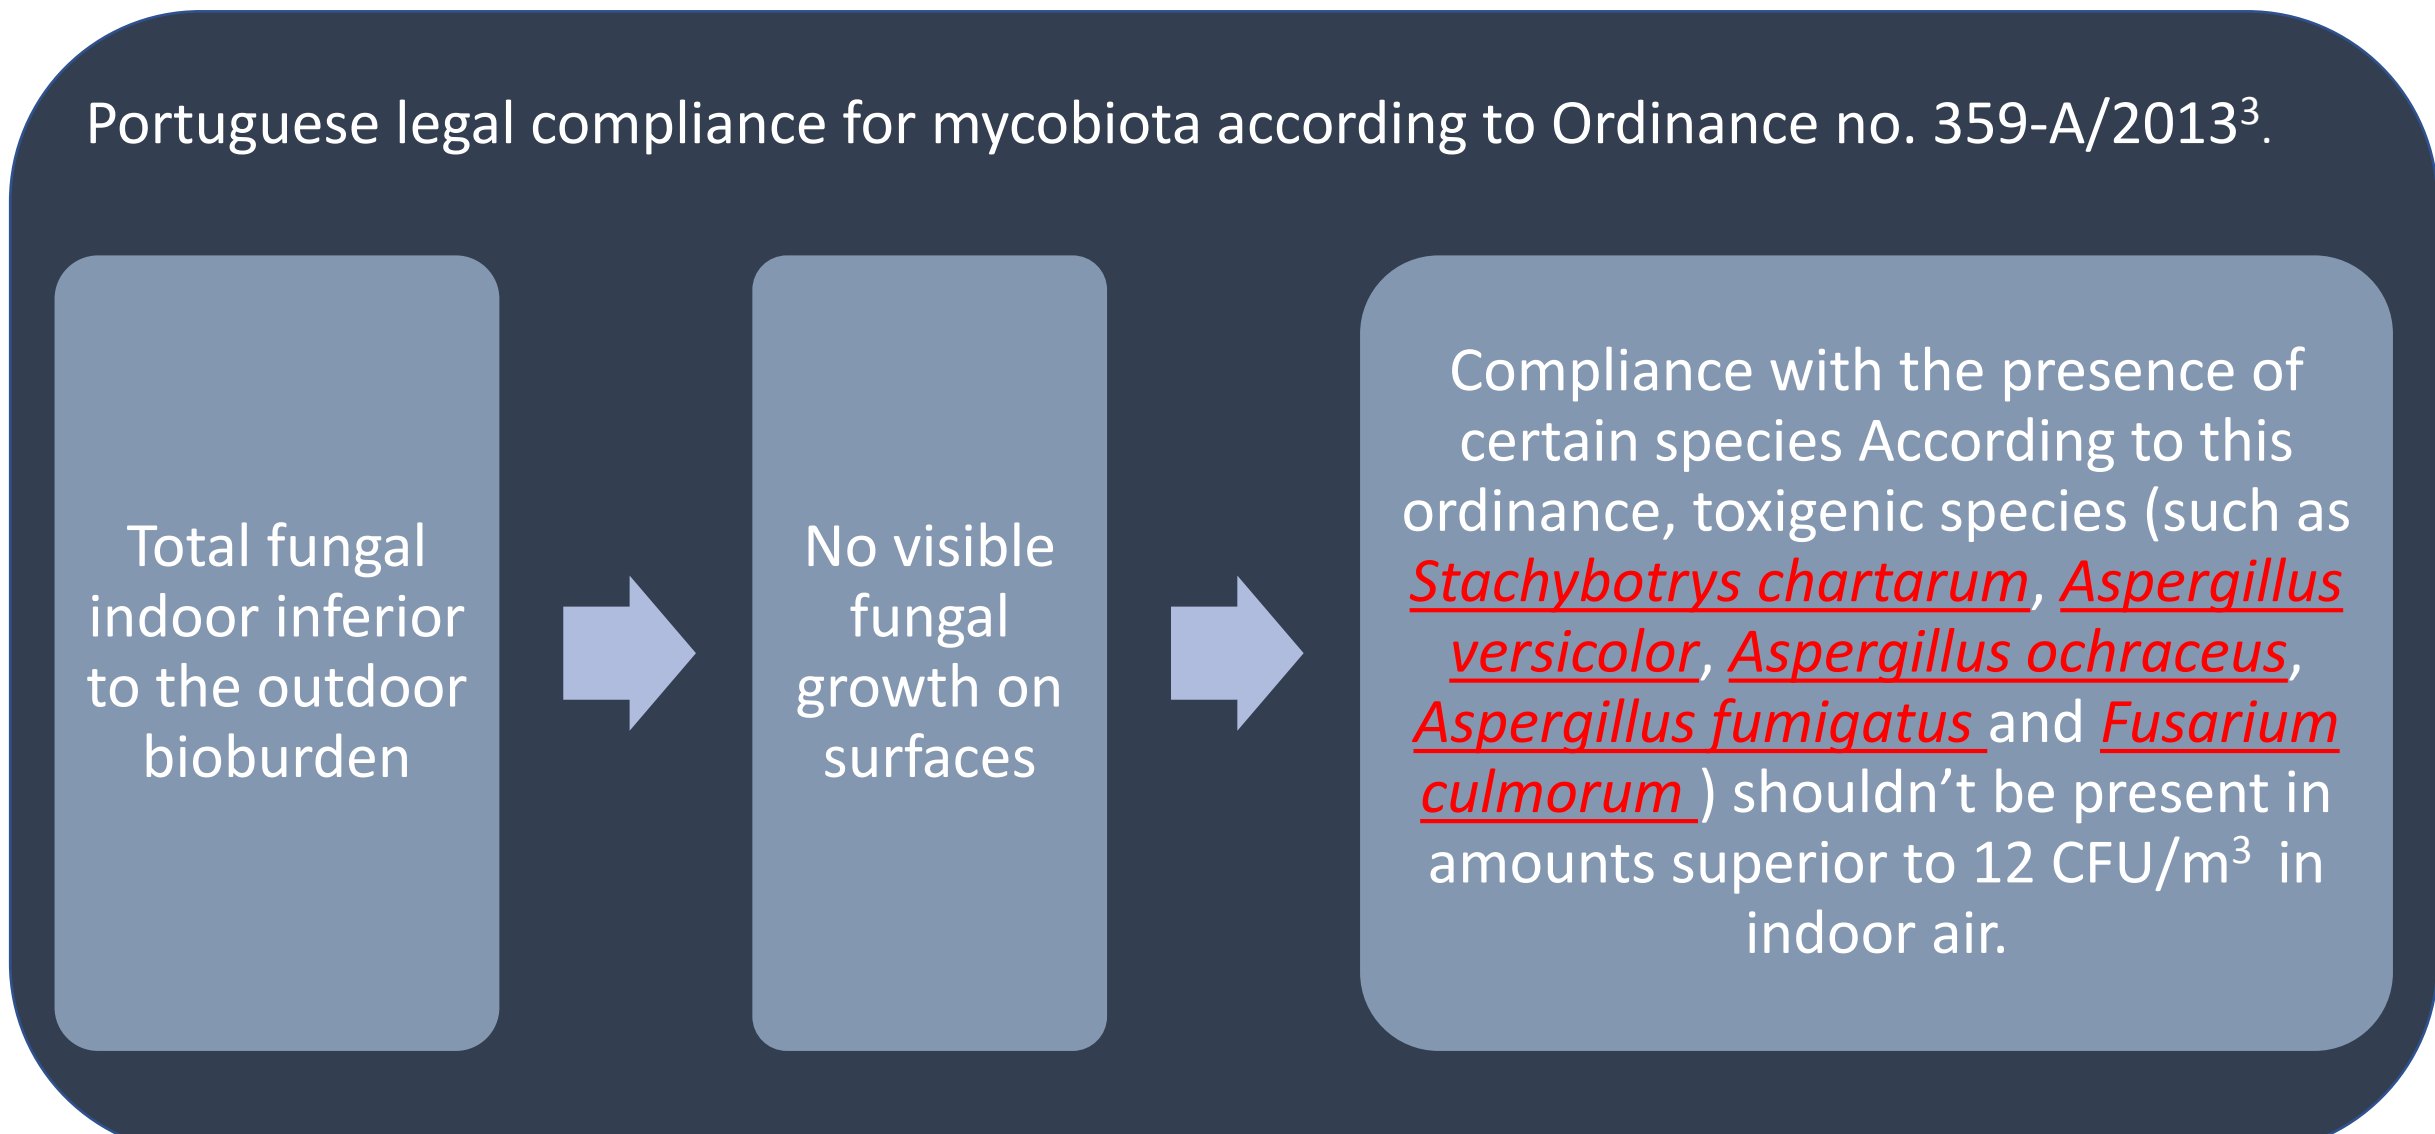 Portuguese legal compliance for mycobiota according to Ordinance no. 359-A/2013³.
Total fungal
indoor inferior
to the outdoor
bioburden
No visible
fungal
growth on
surfaces
Compliance with the presence of
certain species According to this
ordinance, toxigenic species (such as
Stachybotrys chartarum, Aspergillus
versicolor, Aspergillus ochraceus,
Aspergillus fumigatus and Fusarium
culmorum ) shouldn’t be present in
amounts superior to 12 CFU/m³ in
indoor air.